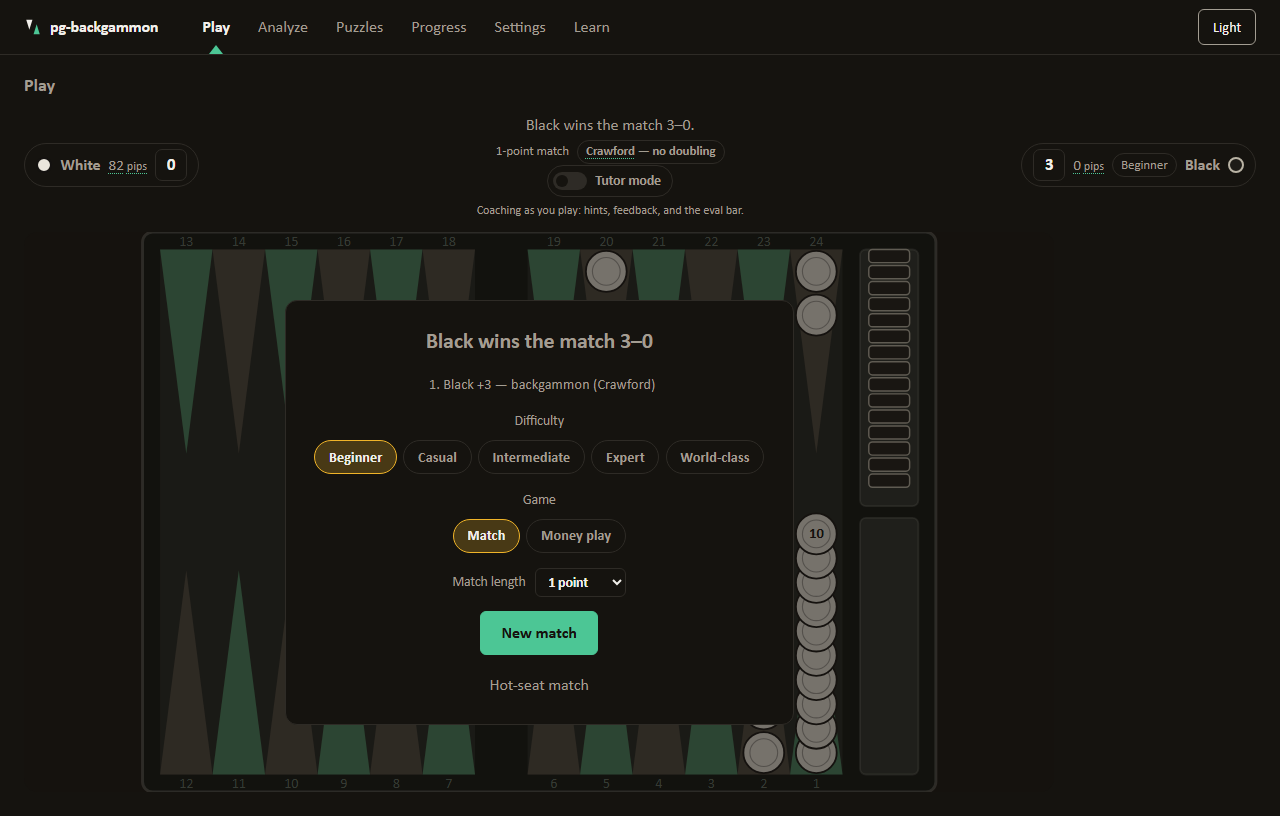 pg-backgammon Play Analyze Puzzles Progress Settings Learn Light
Play
Black wins the match 3–0.
White 82 pips 0
1-point match Crawford — no doubling
3 0 pips Beginner Black
Tutor mode
Coaching as you play: hints, feedback, and the eval bar.
13 14 15 16 17 18 19 20 21 22 23 24
Black wins the match 3–0
1. Black +3 — backgammon (Crawford)
Difficulty
Beginner Casual Intermediate Expert World-class
Game
Match Money play
10
Match length 1 point
New match
Hot-seat match
12 11 10 9 8 7 6 5 4 3 2 1